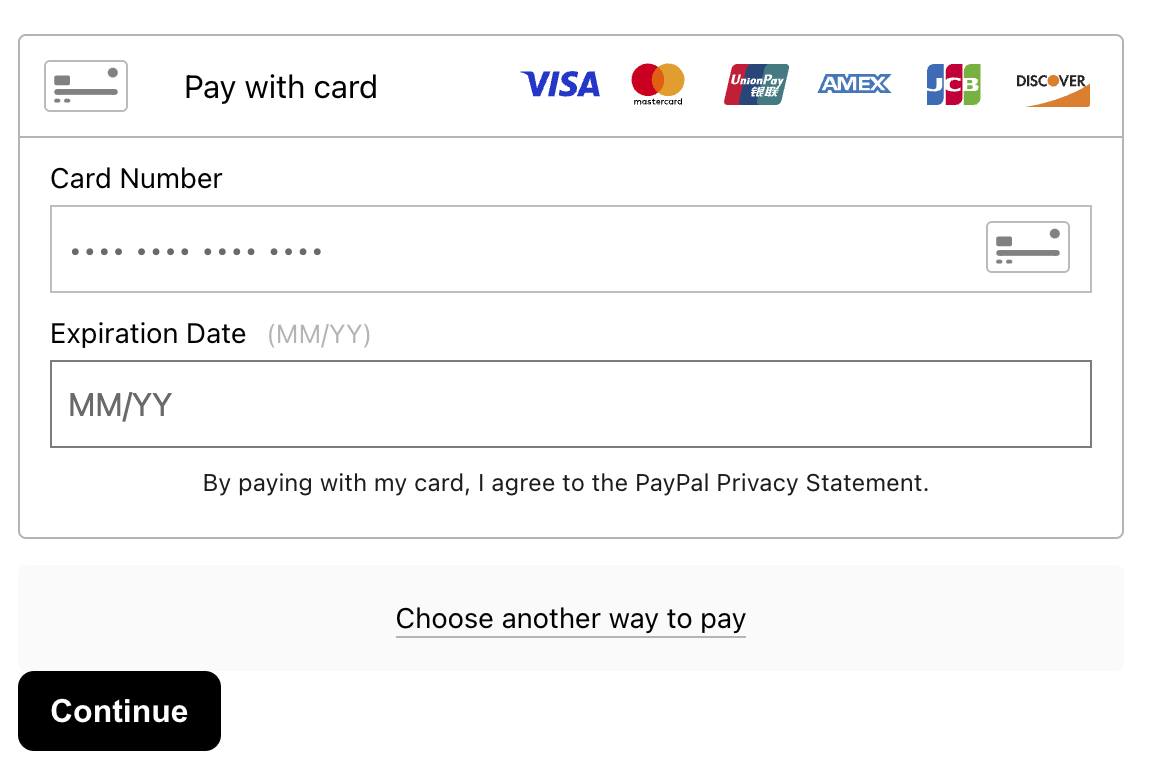 Pay with card VISA mastercard UnionPay 银联 AMEX JCB DISCOVER
Card Number
•••• •••• •••• ••••
Expiration Date (MM/YY)
MM/YY
By paying with my card, I agree to the PayPal Privacy Statement.
Choose another way to pay
Continue